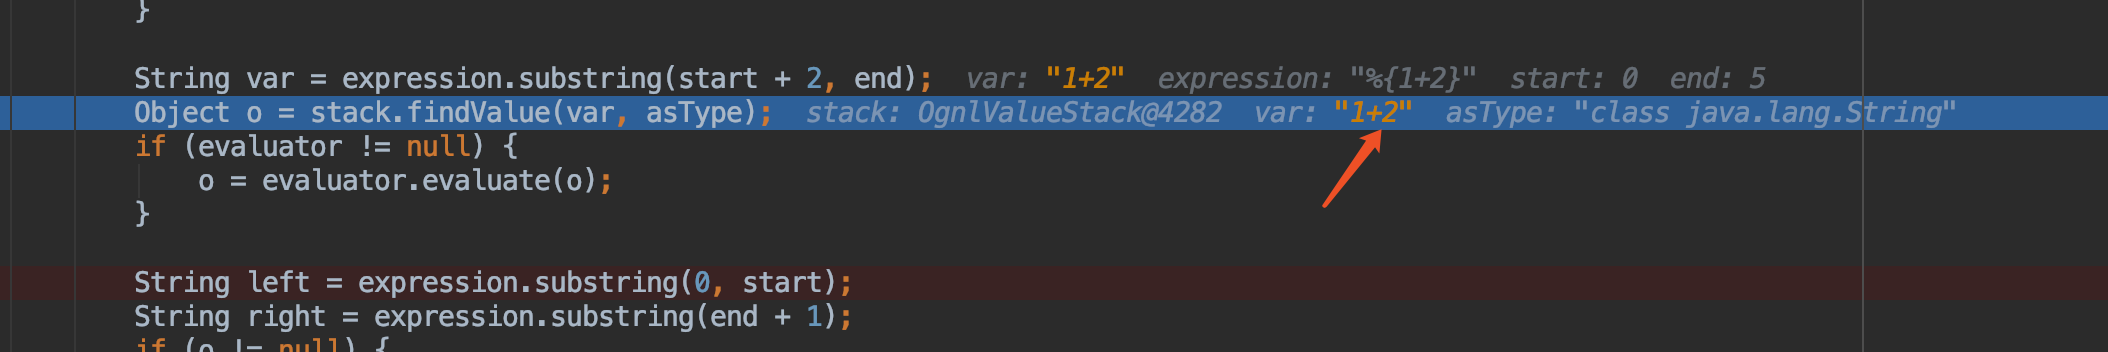 }
String var = expression.substring(start + 2, end); var: "1+2" expression: "%{1+2}" start: 0 end: 5
Object o = stack.findValue(var, asType); stack: OgnlValueStack@4282 var: "1+2" asType: "class java.lang.String"
if (evaluator != null) {
o = evaluator.evaluate(o);
}
String left = expression.substring(0, start);
String right = expression.substring(end + 1);
if (o != null) {